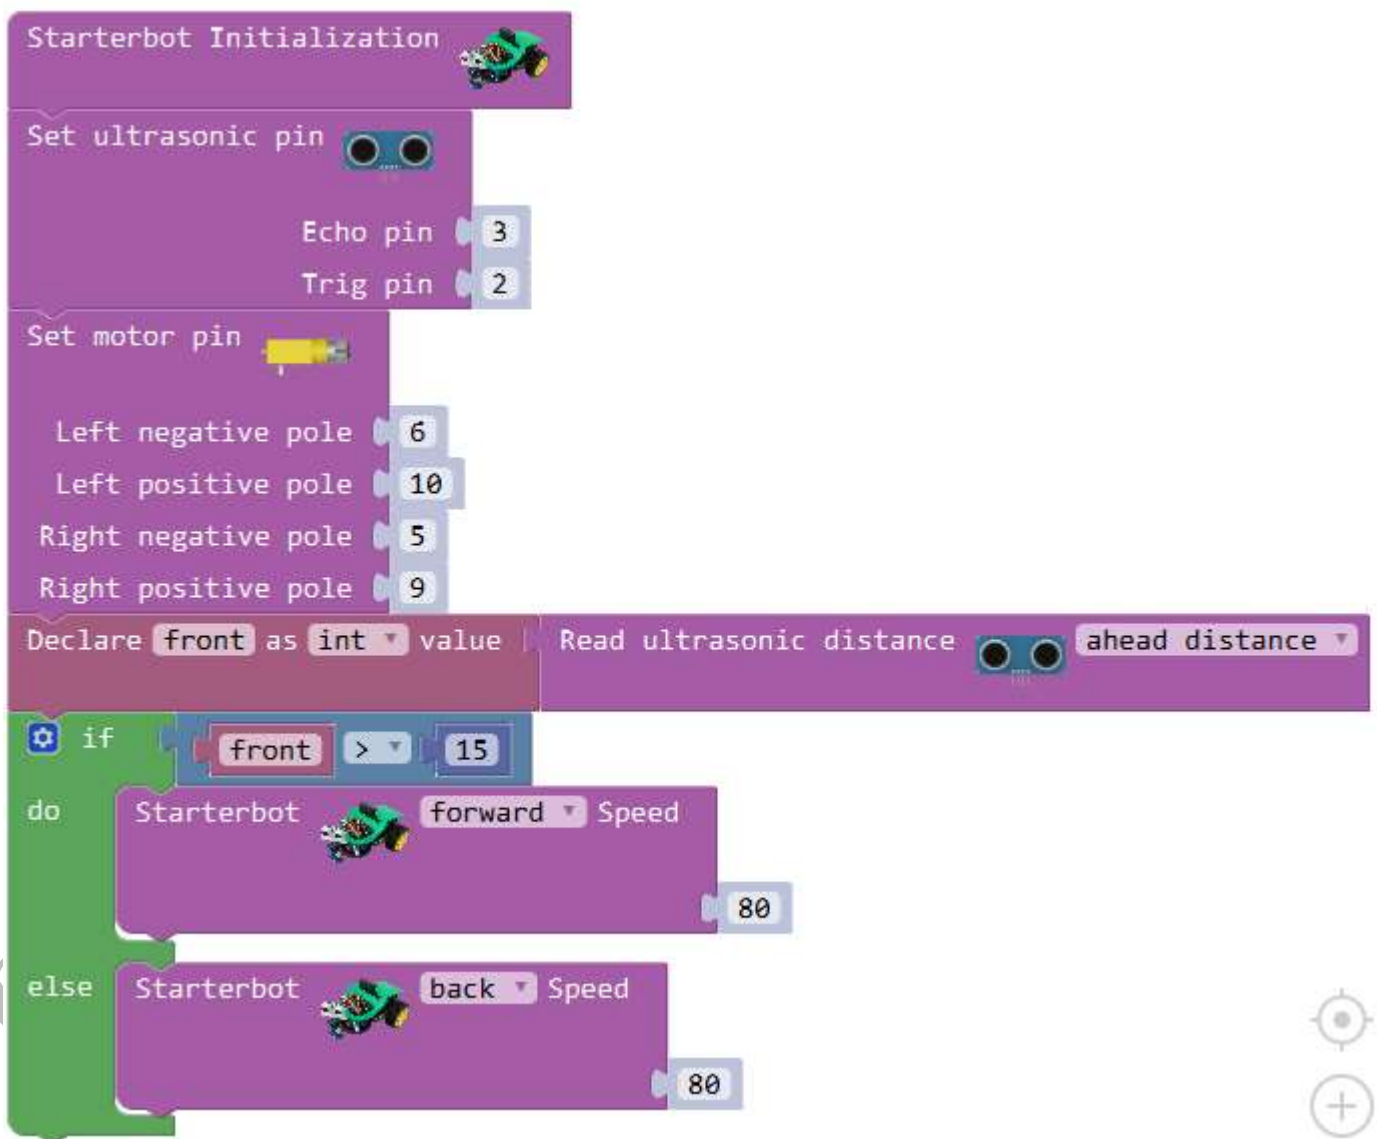 Starterbot Initialization
Set ultrasonic pin
Echo pin 3
Trig pin 2
Set motor pin
Left negative pole 6
Left positive pole 10
Right negative pole 5
Right positive pole 9
Declare front as int value Read ultrasonic distance ahead distance
if front > 15
do Starterbot forward Speed
80
else Starterbot back Speed
80